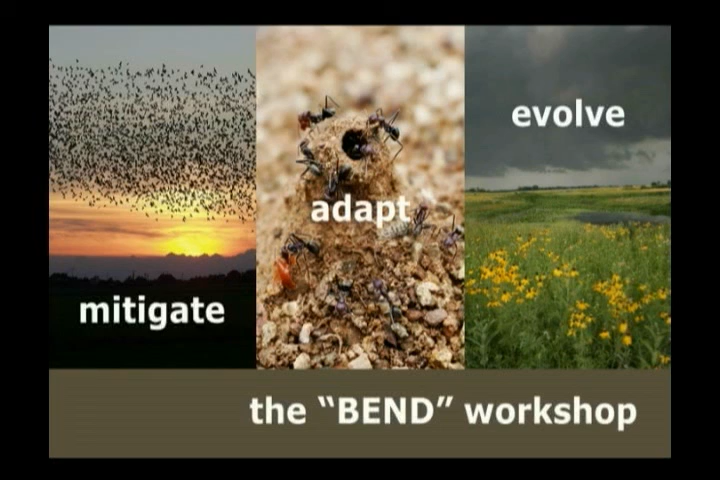 mitigate
adapt
evolve
the “BEND” workshop